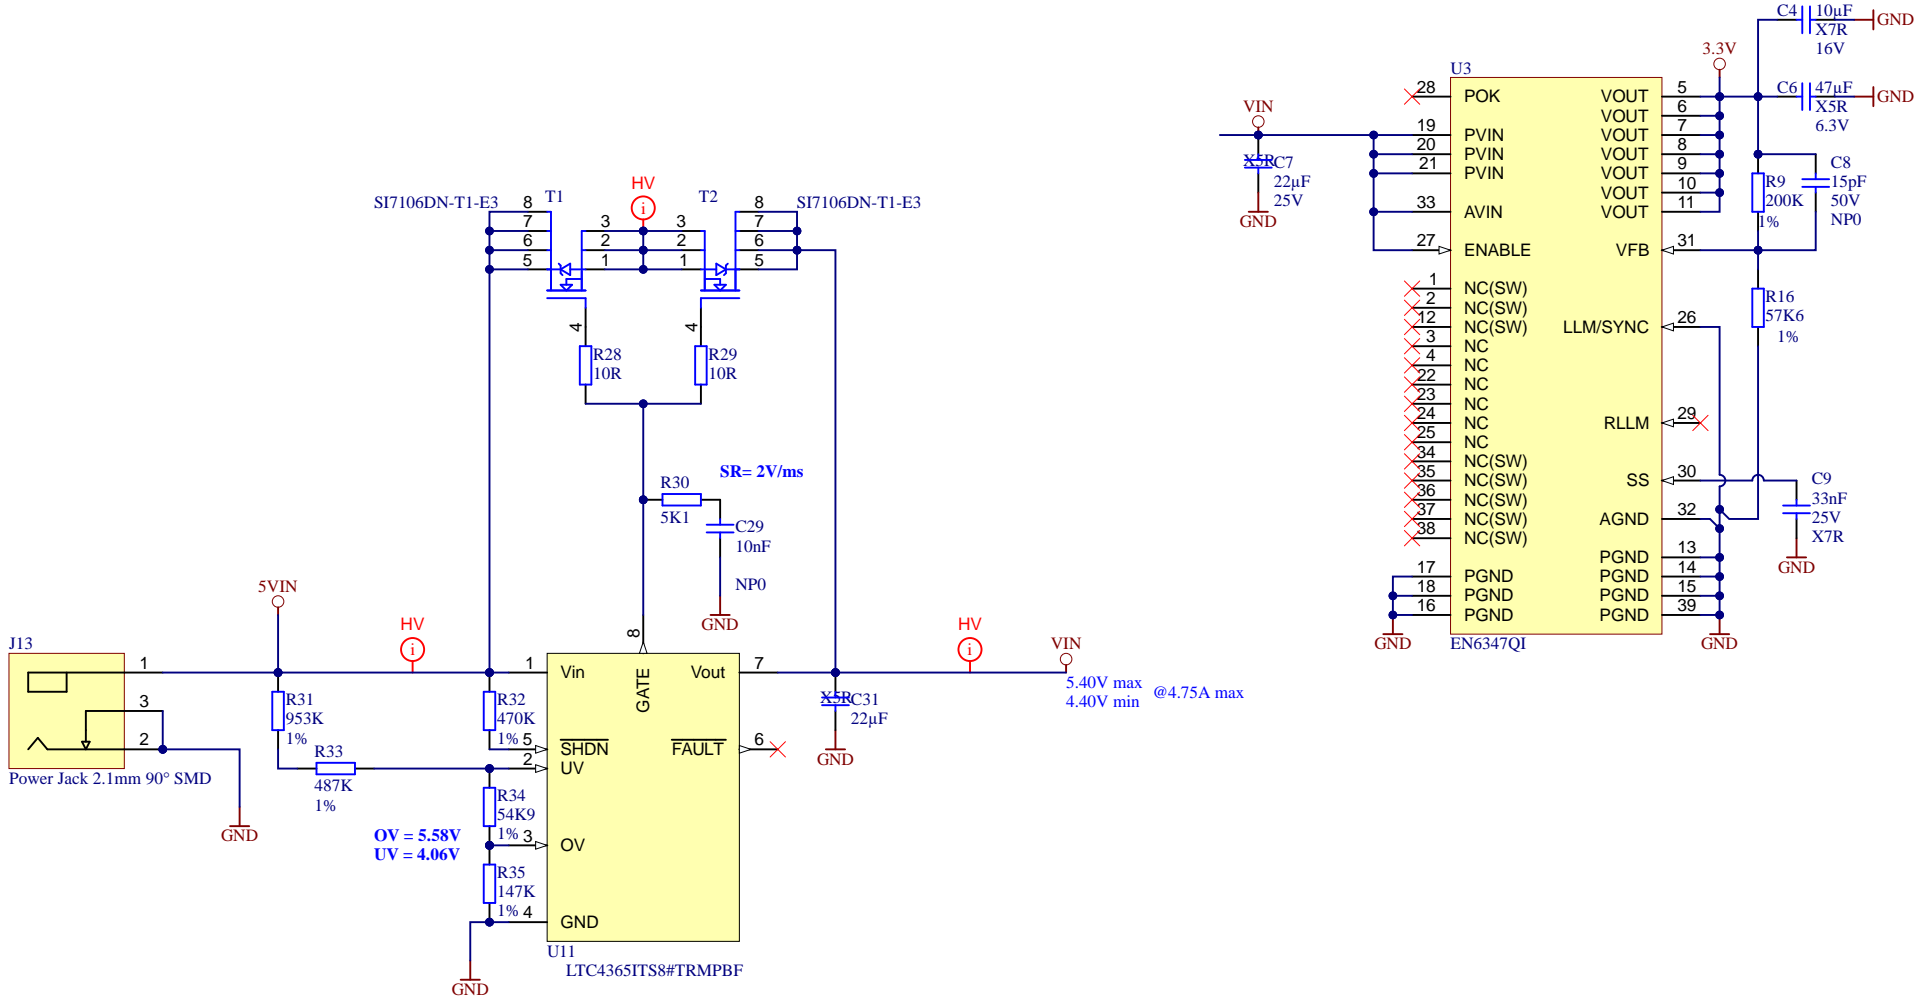 SI7106DN-T1-E3
T1
HV
i
T2
SI7106DN-T1-E3
8
7
6
5
3
2
1
3
2
1
8
7
6
5
4
4
R28
10R
R29
10R
SR= 2V/ms
R30
5K1
C29
10nF
NP0
GND
5VIN
HV
i
J13
1
3
2
Power Jack 2.1mm 90° SMD
GND
R31
953K
1%
R33
487K
1%
R32
470K
1%
R34
54K9
1%
R35
147K
1%
OV = 5.58V
UV = 4.06V
GND
1
5
2
3
4
8
7
6
Vin
GATE
Vout
SHDN
FAULT
UV
OV
GND
U11
LTC4365ITS8#TRMPBF
X5R
C31
22µF
GND
HV
i
VIN
5.40V max
4.40V min
@4.75A max
VIN
X5R
C7
22µF
25V
GND
U3
28 POK
19 PVIN
20 PVIN
21 PVIN
33 AVIN
27 ENABLE
1 NC(SW)
2 NC(SW)
12 NC(SW)
3 NC
4 NC
22 NC
23 NC
24 NC
25 NC
34 NC(SW)
35 NC(SW)
36 NC(SW)
37 NC(SW)
38 NC(SW)
17 PGND
18 PGND
16 PGND
GND
VOUT 5
VOUT 6
VOUT 7
VOUT 8
VOUT 9
VOUT 10
VOUT 11
VFB 31
LLM/SYNC 26
RLLM 29
SS 30
AGND 32
PGND 13
PGND 14
PGND 15
PGND 39
GND
EN6347QI
3.3V
C4
10µF
X7R
16V
GND
C6
47µF
X5R
6.3V
GND
R9
200K
1%
C8
15pF
50V
NP0
R16
57K6
1%
C9
33nF
25V
X7R
GND